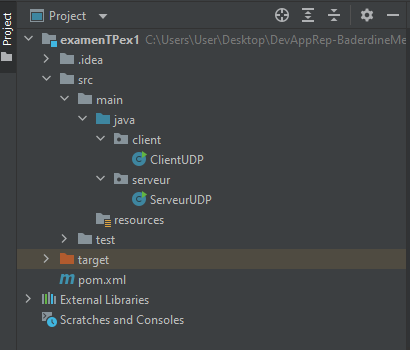 Project
Project
examenTPex1 C:\Users\User\Desktop\DevAppRep-BaderdineMe
.idea
src
main
java
client
ClientUDP
serveur
ServeurUDP
resources
test
target
pom.xml
External Libraries
Scratches and Consoles